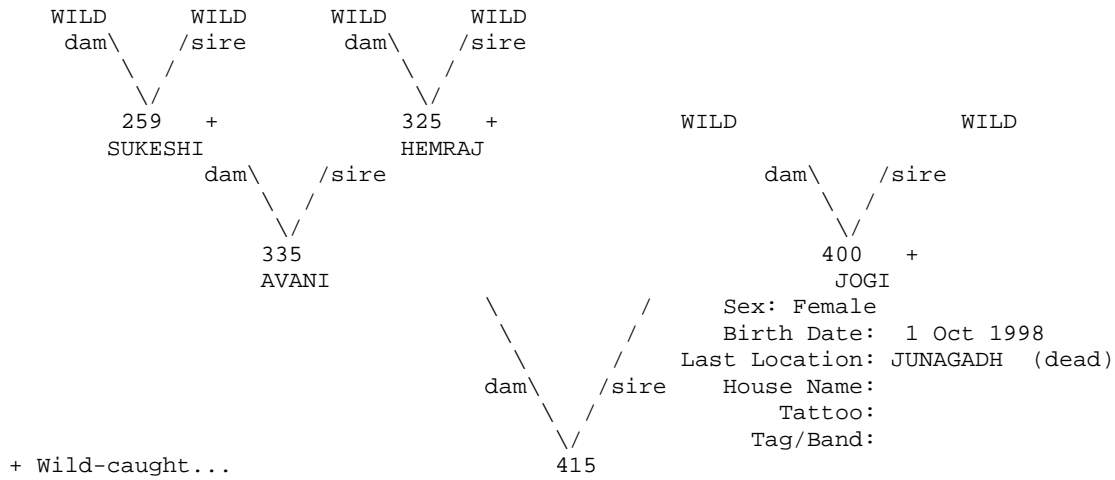 WILD WILD WILD WILD
dam\ /sire dam\ /sire
\ / \ /
\/ \/
259 + 325 + WILD WILD
SUKESHI HEMRAJ
dam\ /sire dam\ /sire
\ / \ /
\/ \/
335 400 +
AVANI JOGI
\ / Sex: Female
\ / Birth Date: 1 Oct 1998
\ / Last Location: JUNAGADH (dead)
dam\ /sire House Name:
\ / Tattoo:
\/ Tag/Band:
+ Wild-caught... 415